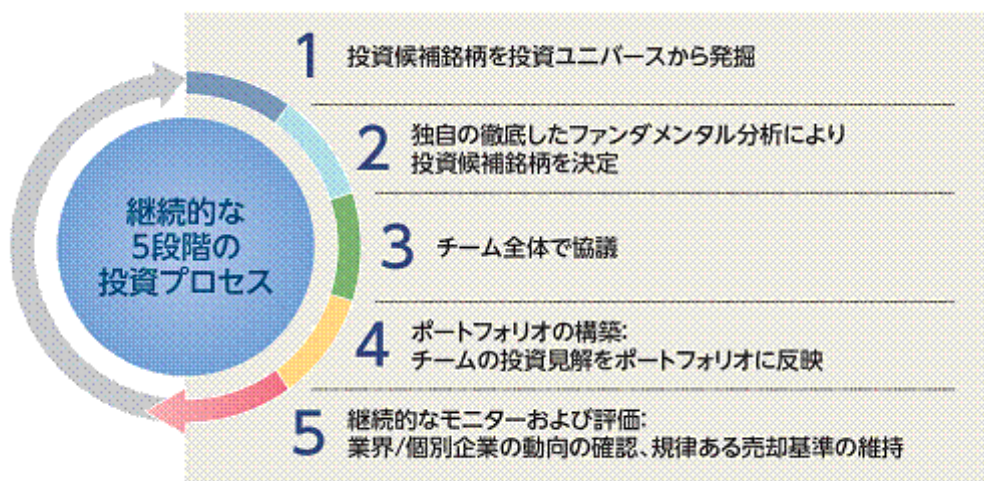 継続的な
5段階の
投資プロセス
1 投資候補銘柄を投資ユニバースから発掘
2 独自の徹底したファンダメンタル分析により
投資候補銘柄を決定
3 チーム全体で協議
4 ポートフォリオの構築:
チームの投資見解をポートフォリオに反映
5 継続的なモニターおよび評価:
業界/個別企業の動向の確認、規律ある売却基準の維持